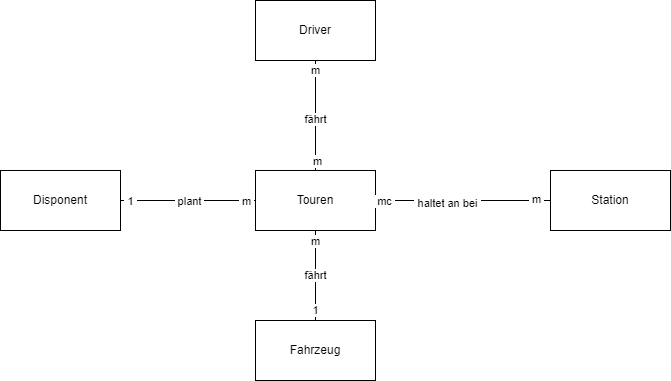 Driver
m
fährt
m
Disponent
1
plant
m
Touren
mc
haltet an bei
m
Station
m
fährt
1
Fahrzeug